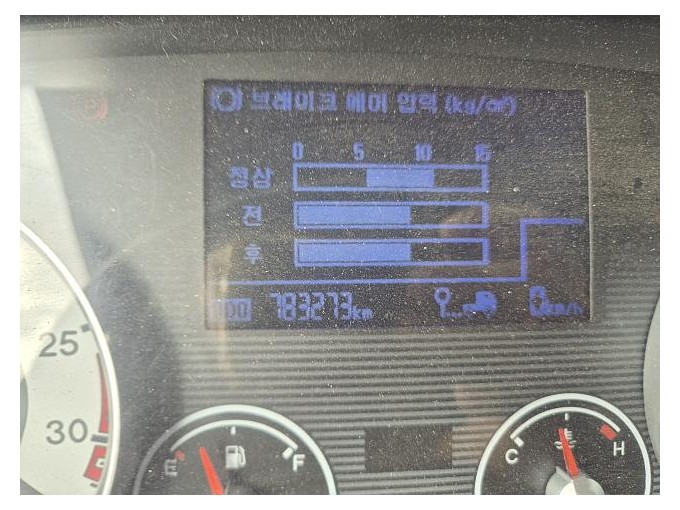 브레이크 에어 압력 (kg/㎠)
0 5 10 15
정상
전
후
ODO 783273km
0km/h
25
30
E F
C H